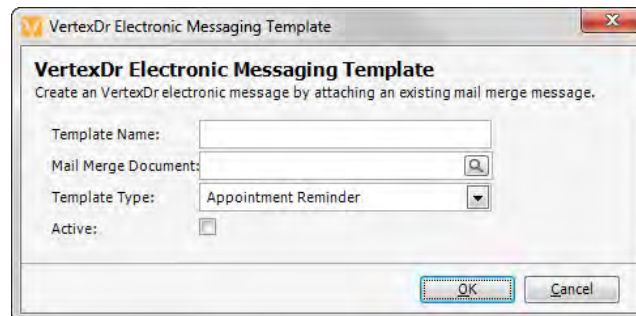 VertexDr Electronic Messaging Template
VertexDr Electronic Messaging Template
Create an VertexDr electronic message by attaching an existing mail merge message.
Template Name:
Mail Merge Document:
Template Type: Appointment Reminder
Active:
OK Cancel